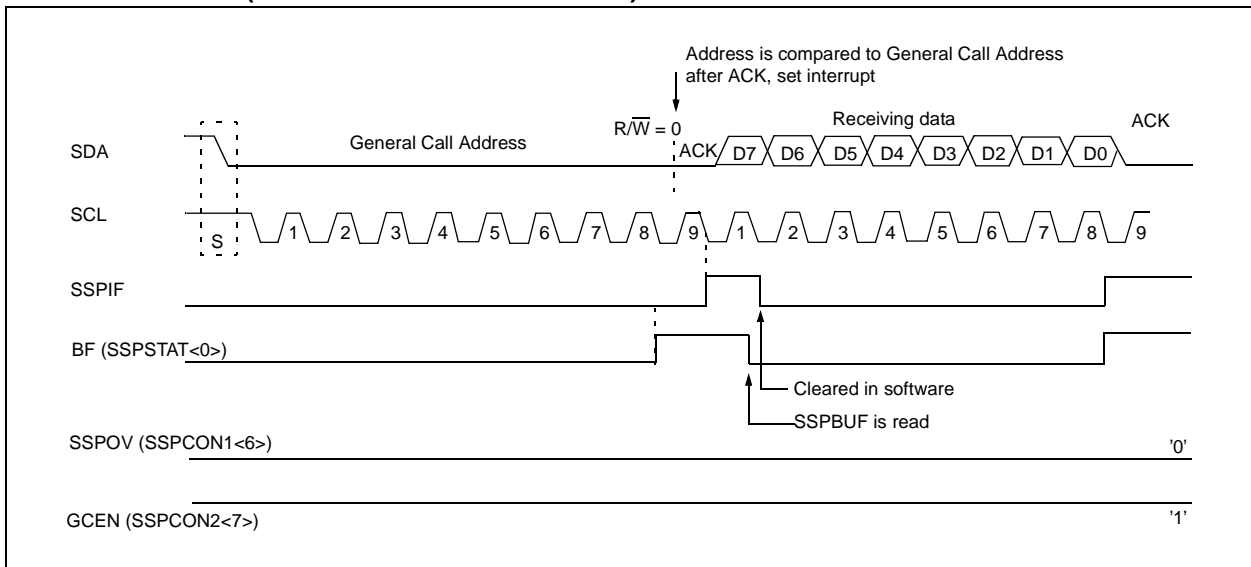 Address is compared to General Call Address
after ACK, set interrupt
R/W = 0
Receiving data
ACK
SDA
General Call Address
ACK
D7 D6 D5 D4 D3 D2 D1 D0
SCL
S
1 2 3 4 5 6 7 8 9 1 2 3 4 5 6 7 8 9
SSPIF
BF (SSPSTAT<0>)
Cleared in software
SSPBUF is read
SSPOV (SSPCON1<6>)
'0'
GCEN (SSPCON2<7>)
'1'